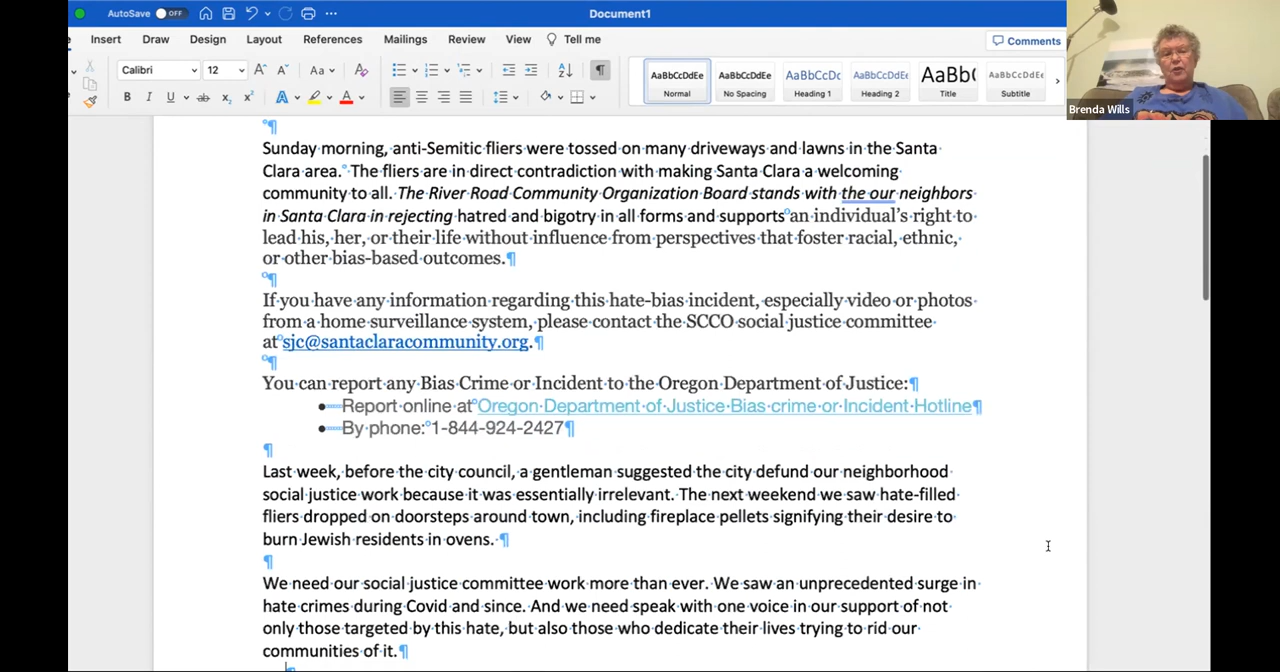 AutoSave OFF
Document1
Insert Draw Design Layout References Mailings Review View Tell me
Comments
Calibri 12 Aa
AaBbCcDdEe AaBbCcDdEe AaBbCcDc AaBbCcDdEe AaBb( AaBbCcDdEe
Normal No Spacing Heading 1 Heading 2 Title Subtitle
Brenda Wills
Sunday morning, anti-Semitic fliers were tossed on many driveways and lawns in the Santa
Clara area. The fliers are in direct contradiction with making Santa Clara a welcoming
community to all. The River Road Community Organization Board stands with the our neighbors
in Santa Clara in rejecting hatred and bigotry in all forms and supports an individual's right to
lead his, her, or their life without influence from perspectives that foster racial, ethnic,
or other bias-based outcomes.
If you have any information regarding this hate-bias incident, especially video or photos
from a home surveillance system, please contact the SCCO social justice committee
at sjc@santaclaracommunity.org.
You can report any Bias Crime or Incident to the Oregon Department of Justice:
• Report online at Oregon Department of Justice Bias crime or Incident Hotline
• By phone: 1-844-924-2427
Last week, before the city council, a gentleman suggested the city defund our neighborhood
social justice work because it was essentially irrelevant. The next weekend we saw hate-filled
fliers dropped on doorsteps around town, including fireplace pellets signifying their desire to
burn Jewish residents in ovens.
We need our social justice committee work more than ever. We saw an unprecedented surge in
hate crimes during Covid and since. And we need speak with one voice in our support of not
only those targeted by this hate, but also those who dedicate their lives trying to rid our
communities of it.